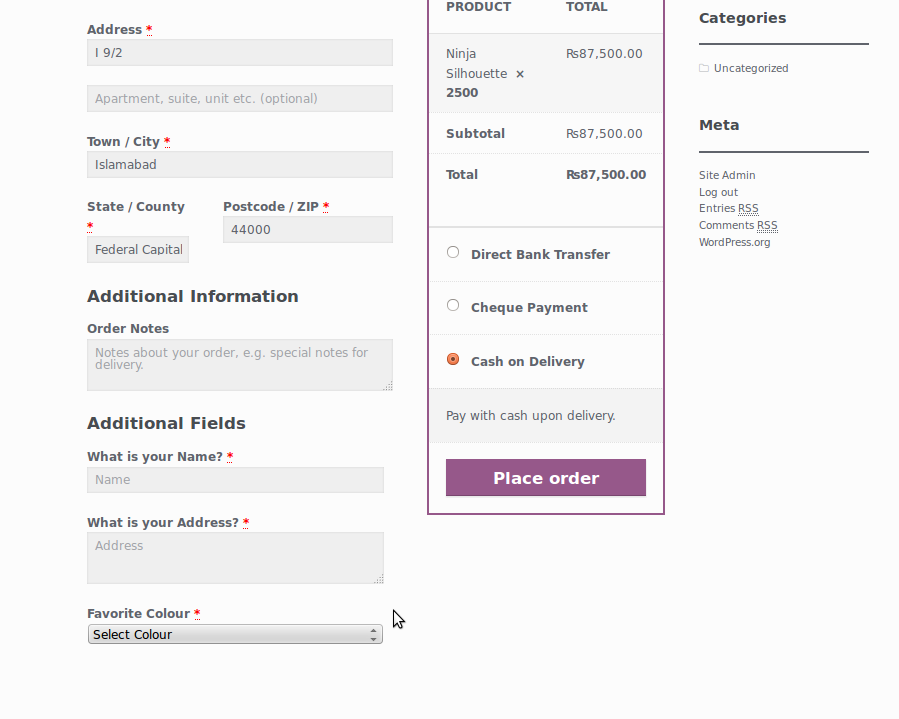 Address *
I 9/2
Apartment, suite, unit etc. (optional)
Town / City *
Islamabad
State / County
*
Federal Capital
Postcode / ZIP *
44000
Additional Information
Order Notes
Notes about your order, e.g. special notes for
delivery.
Additional Fields
What is your Name? *
Name
What is your Address? *
Address
Favorite Colour *
Select Colour
PRODUCT TOTAL
Ninja
Silhouette ×
2500
₨87,500.00
Subtotal ₨87,500.00
Total ₨87,500.00
Direct Bank Transfer
Cheque Payment
Cash on Delivery
Pay with cash upon delivery.
Place order
Categories
Uncategorized
Meta
Site Admin
Log out
Entries RSS
Comments RSS
WordPress.org